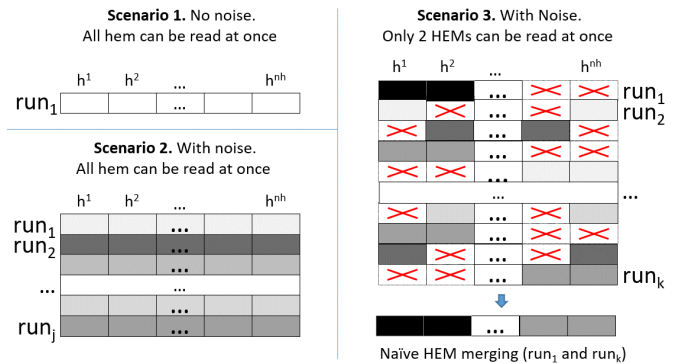 Scenario 1. No noise.
All hem can be read at once
h1 h2 ... hnh
run1 ...
Scenario 2. With noise.
All hem can be read at once
h1 h2 ... hnh
run1 ...
run2 ...
...
... ...
...
runj ...
Scenario 3. With Noise.
Only 2 HEMs can be read at once
h1 h2 ... hnh
... run1
... run2
...
...
...
... ...
...
...
...
... runk
...
Naïve HEM merging (run1 and runk)